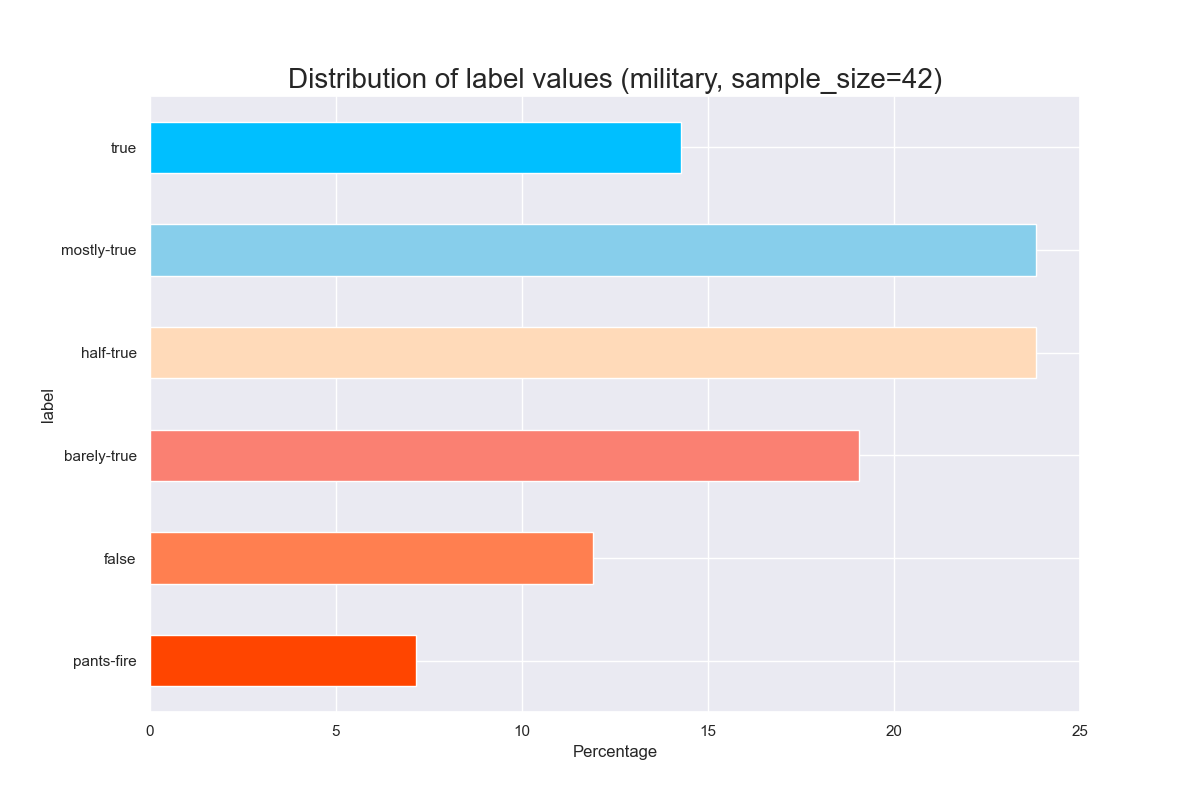 Distribution of label values (military, sample_size=42)
true
mostly-true
half-true
barely-true
false
pants-fire
label
0 5 10 15 20 25
Percentage